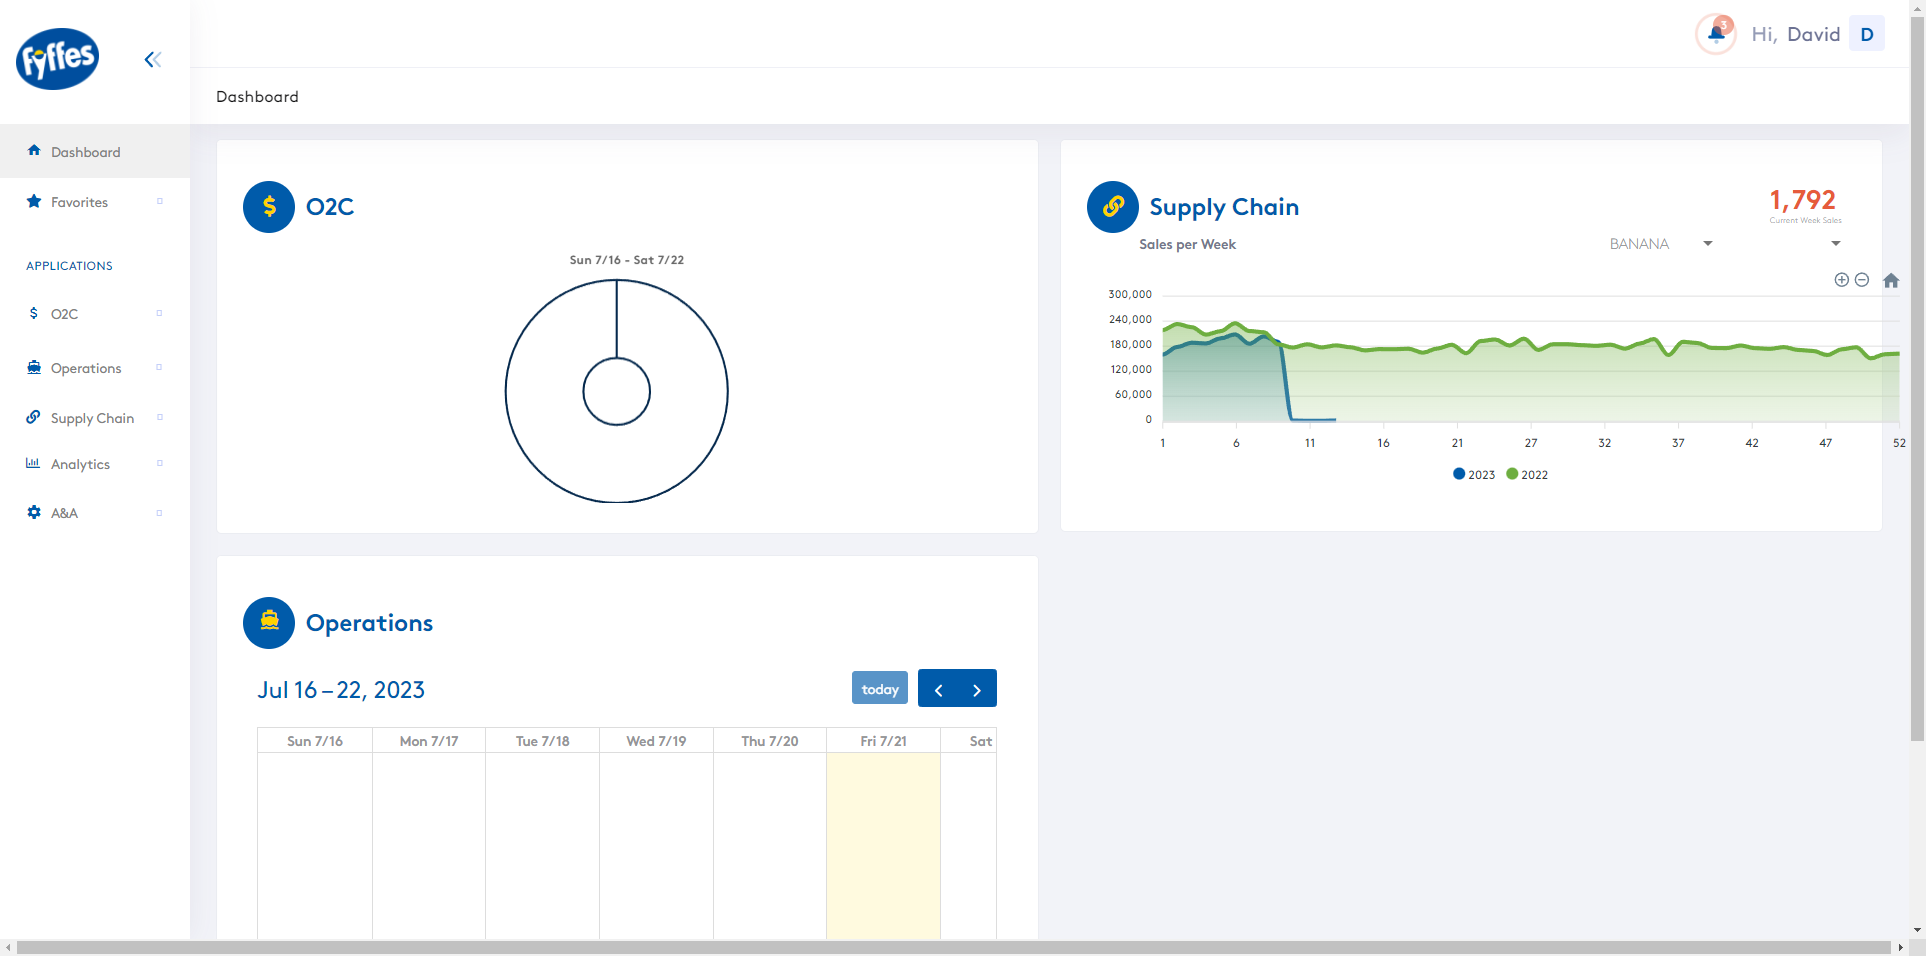 fyffes
3
Hi, David
D
Dashboard
Dashboard
Favorites
APPLICATIONS
O2C
Operations
Supply Chain
Analytics
A&A
$ O2C
Sun 7/16 - Sat 7/22
Supply Chain
1,792
Current Week Sales
Sales per Week
BANANA
300,000
240,000
180,000
120,000
60,000
0
1 6 11 16 21 27 32 37 42 47 52
2023 2022
Operations
Jul 16 – 22, 2023
today
Sun 7/16 Mon 7/17 Tue 7/18 Wed 7/19 Thu 7/20 Fri 7/21 Sat